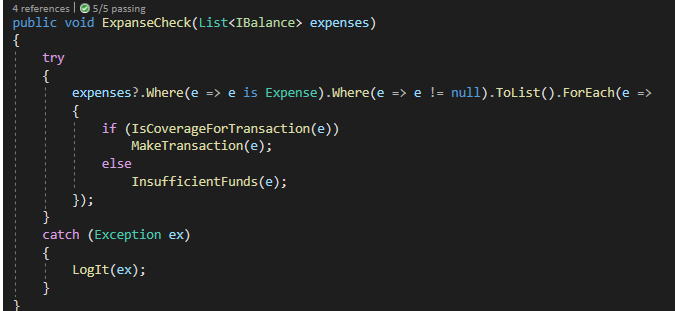 4 references | 5/5 passing
public void ExpanseCheck(List<IBalance> expenses)
{
try
{
expenses?.Where(e => e is Expense).Where(e => e != null).ToList().ForEach(e =>
{
if (IsCoverageForTransaction(e))
MakeTransaction(e);
else
InsufficientFunds(e);
});
}
catch (Exception ex)
{
LogIt(ex);
}
}